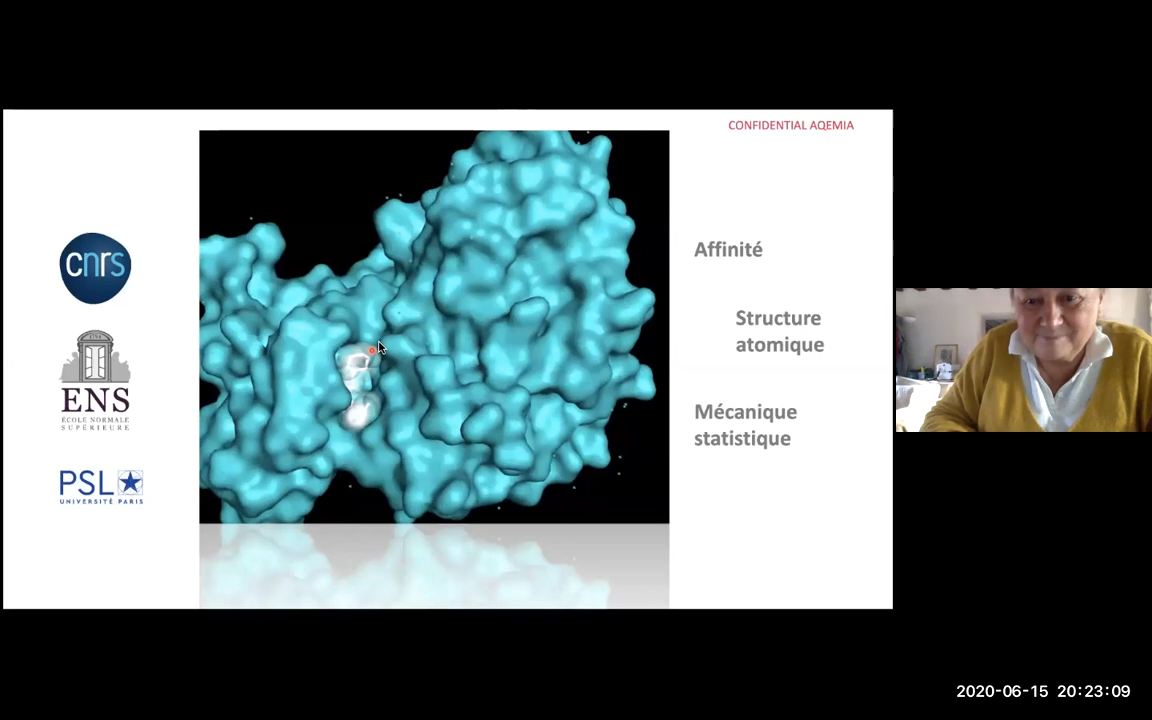 CONFIDENTIAL AQEMIA
cnrs
ENS
ÉCOLE NORMALE
SUPÉRIEURE
PSL
UNIVERSITÉ PARIS
Affinité
Structure
atomique
Mécanique
statistique
2020-06-15 20:23:09